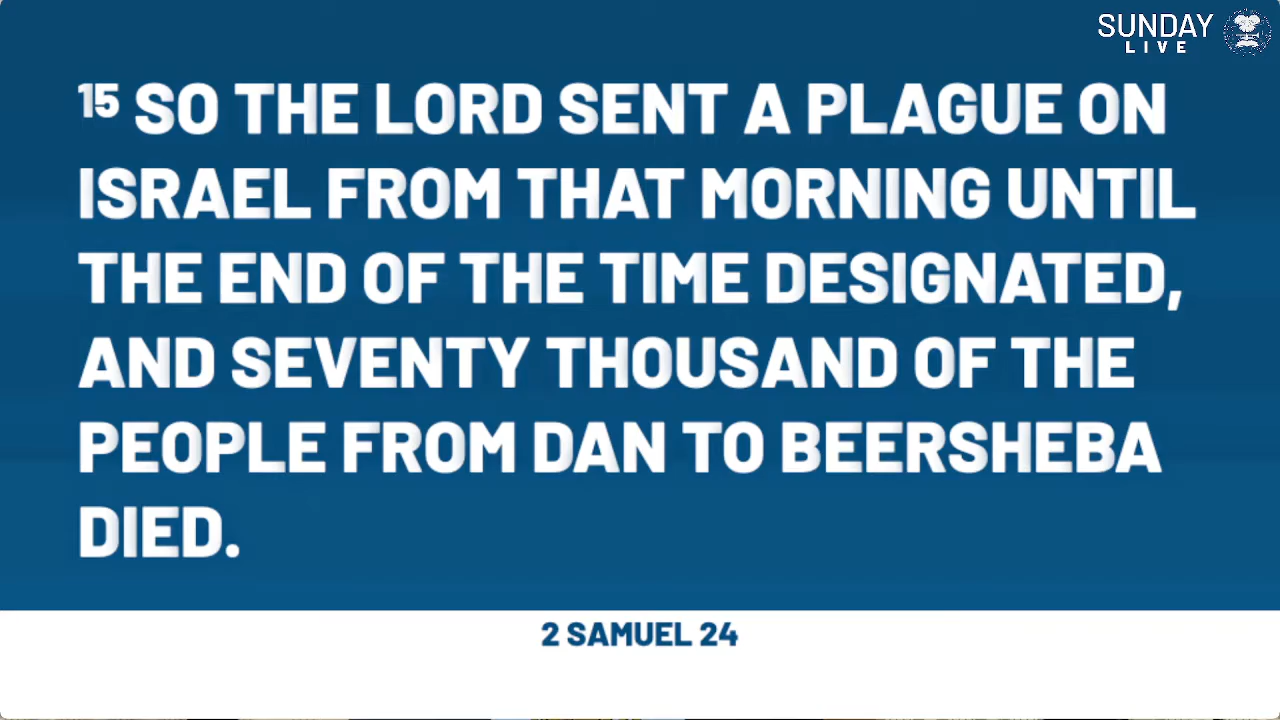 SUNDAY
LIVE
15 SO THE LORD SENT A PLAGUE ON
ISRAEL FROM THAT MORNING UNTIL
THE END OF THE TIME DESIGNATED,
AND SEVENTY THOUSAND OF THE
PEOPLE FROM DAN TO BEERSHEBA
DIED.
2 SAMUEL 24